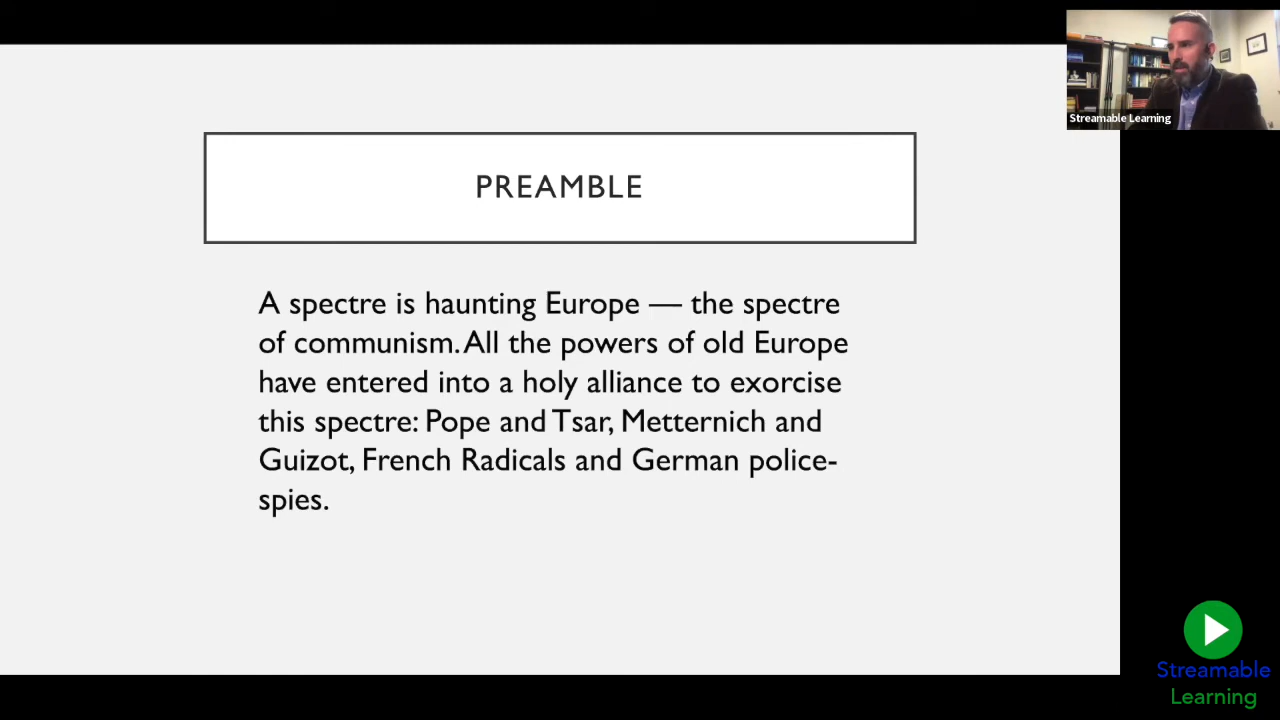 Streamable Learning
PREAMBLE
A spectre is haunting Europe — the spectre
of communism. All the powers of old Europe
have entered into a holy alliance to exorcise
this spectre: Pope and Tsar, Metternich and
Guizot, French Radicals and German police-
spies.
Streamable
Learning